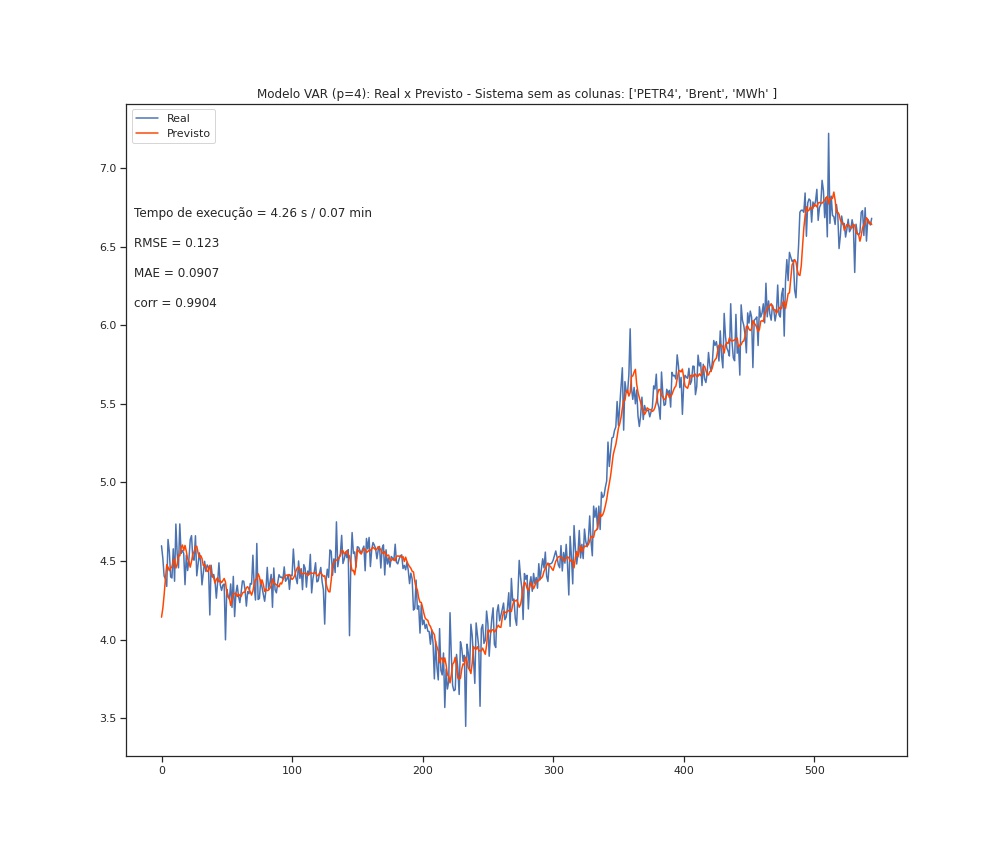 Modelo VAR (p=4): Real x Previsto - Sistema sem as colunas: ['PETR4', 'Brent', 'MWh' ]
Real
Previsto
7.0
Tempo de execução = 4.26 s / 0.07 min
6.5
RMSE = 0.123
MAE = 0.0907
corr = 0.9904
6.0
5.5
5.0
4.5
4.0
3.5
0 100 200 300 400 500